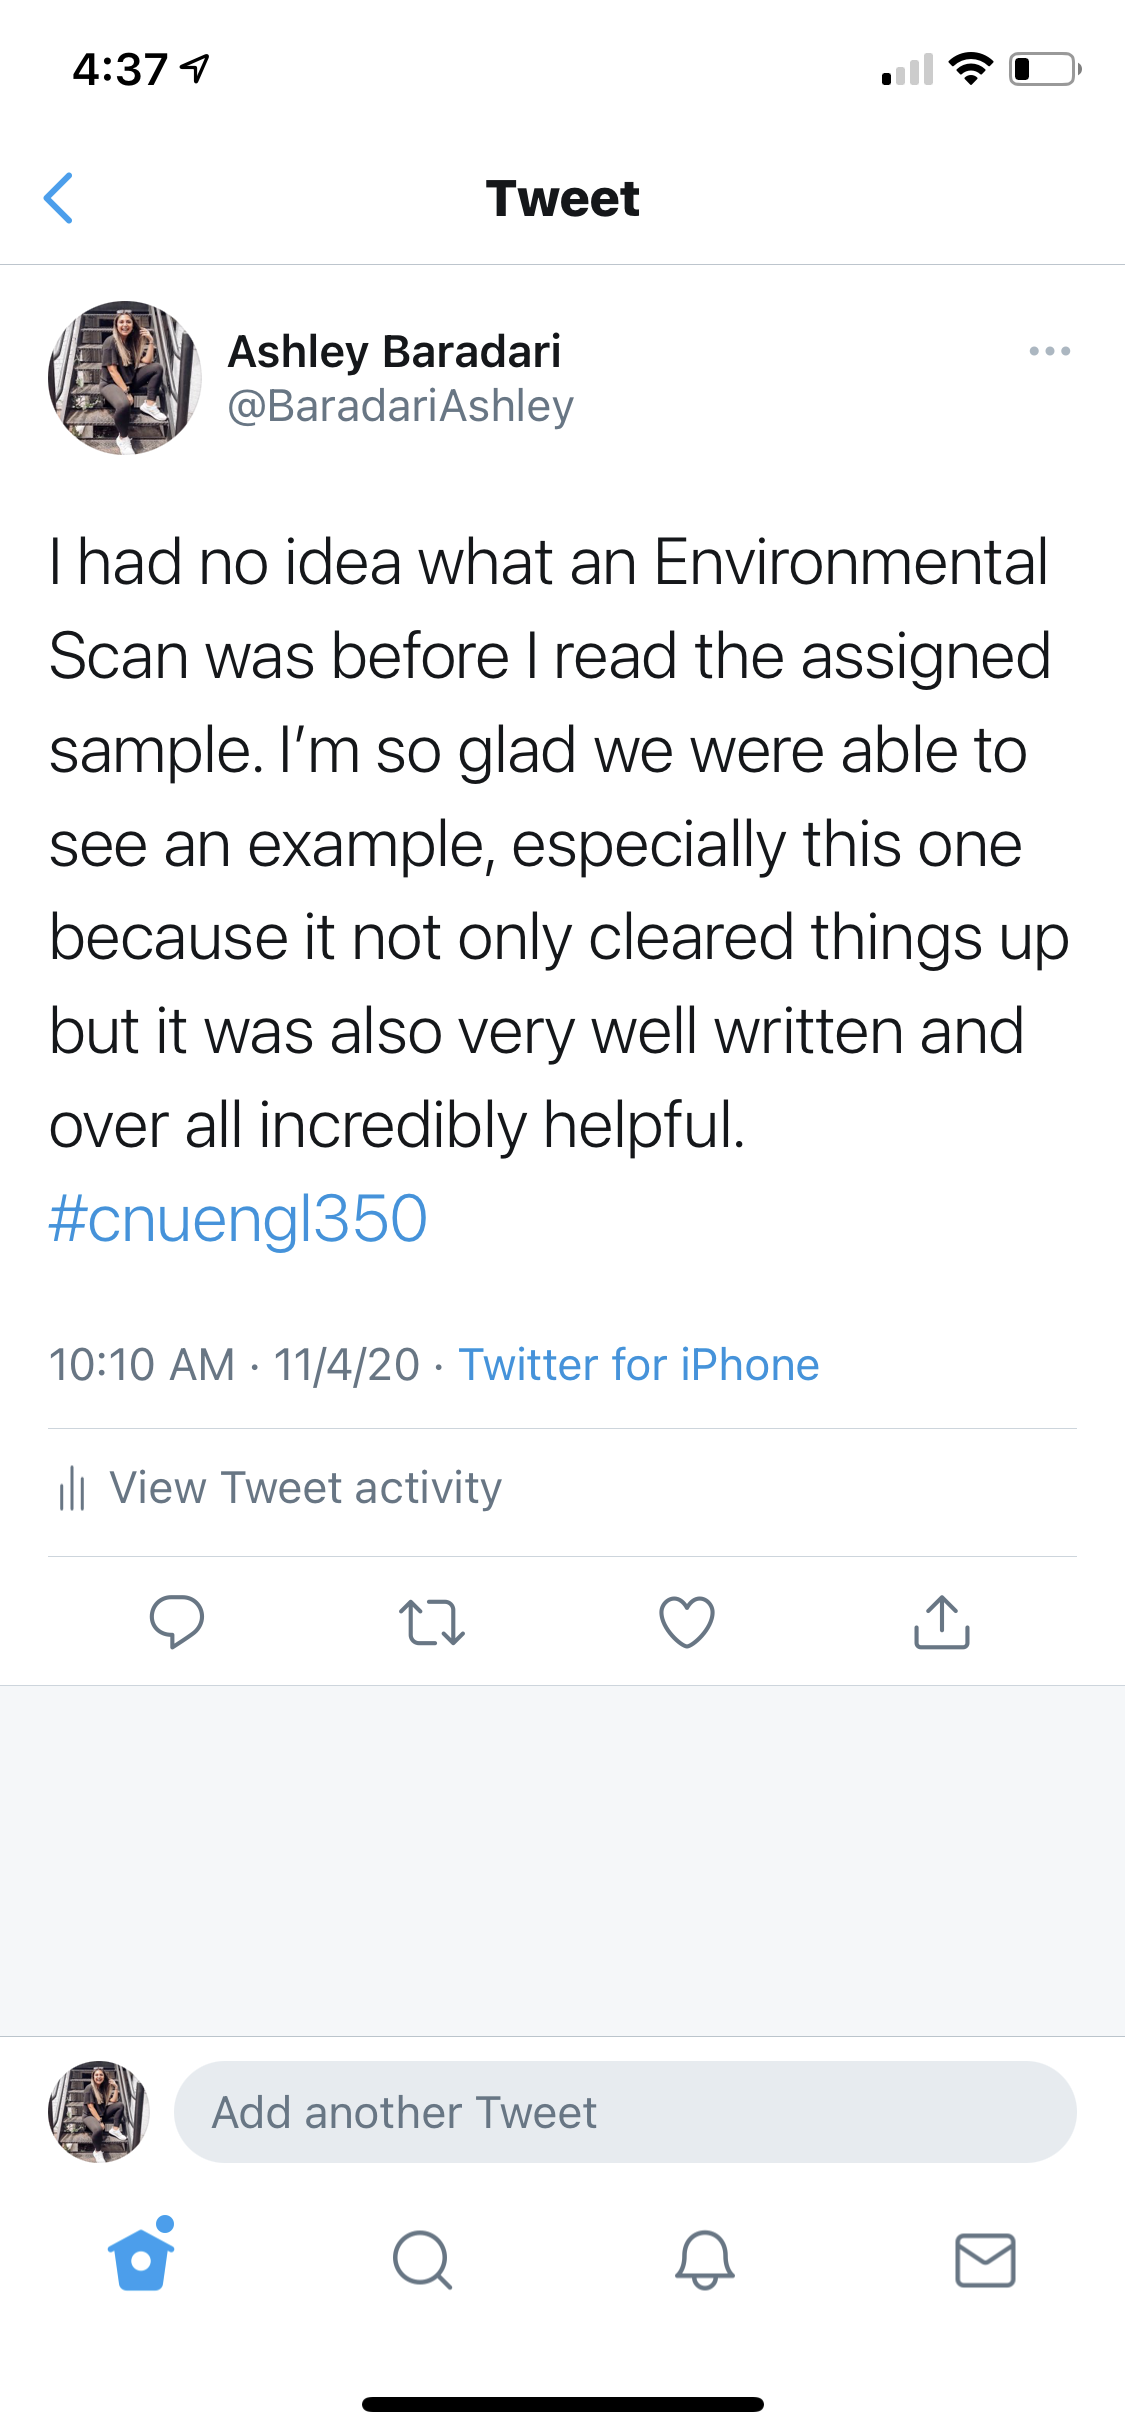 4:37
Tweet
Ashley Baradari
@BaradariAshley
I had no idea what an Environmental
Scan was before I read the assigned
sample. I’m so glad we were able to
see an example, especially this one
because it not only cleared things up
but it was also very well written and
over all incredibly helpful.
#cnuengl350
10:10 AM · 11/4/20 · Twitter for iPhone
View Tweet activity
Add another Tweet